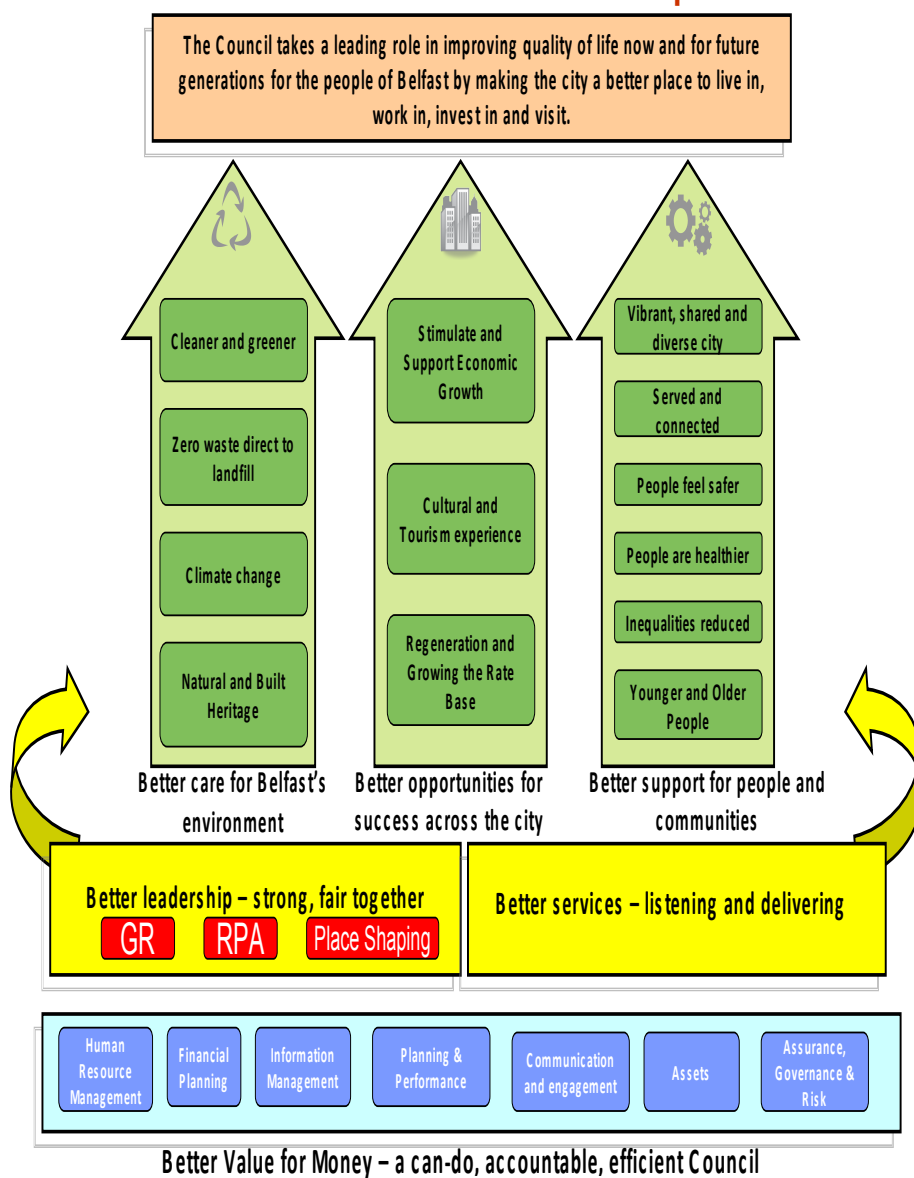 The Council takes a leading role in improving quality of life now and for future
generations for the people of Belfast by making the city a better place to live in,
work in, invest in and visit.
Cleaner and greener
Zero waste direct to
landfill
Climate change
Natural and Built
Heritage
Stimulate and
Support Economic
Growth
Cultural and
Tourism experience
Regeneration and
Growing the Rate
Base
Vibrant, shared and
diverse city
Served and
connected
People feel safer
People are healthier
Inequalities reduced
Younger and Older
People
Better care for Belfast's
environment
Better opportunities for
success across the city
Better support for people and
communities
Better leadership – strong, fair together
GR
RPA
Place Shaping
Better services – listening and delivering
Human
Resource
Management
Financial
Planning
Information
Management
Planning &
Performance
Communication
and engagement
Assets
Assurance,
Governance &
Risk
Better Value for Money – a can-do, accountable, efficient Council